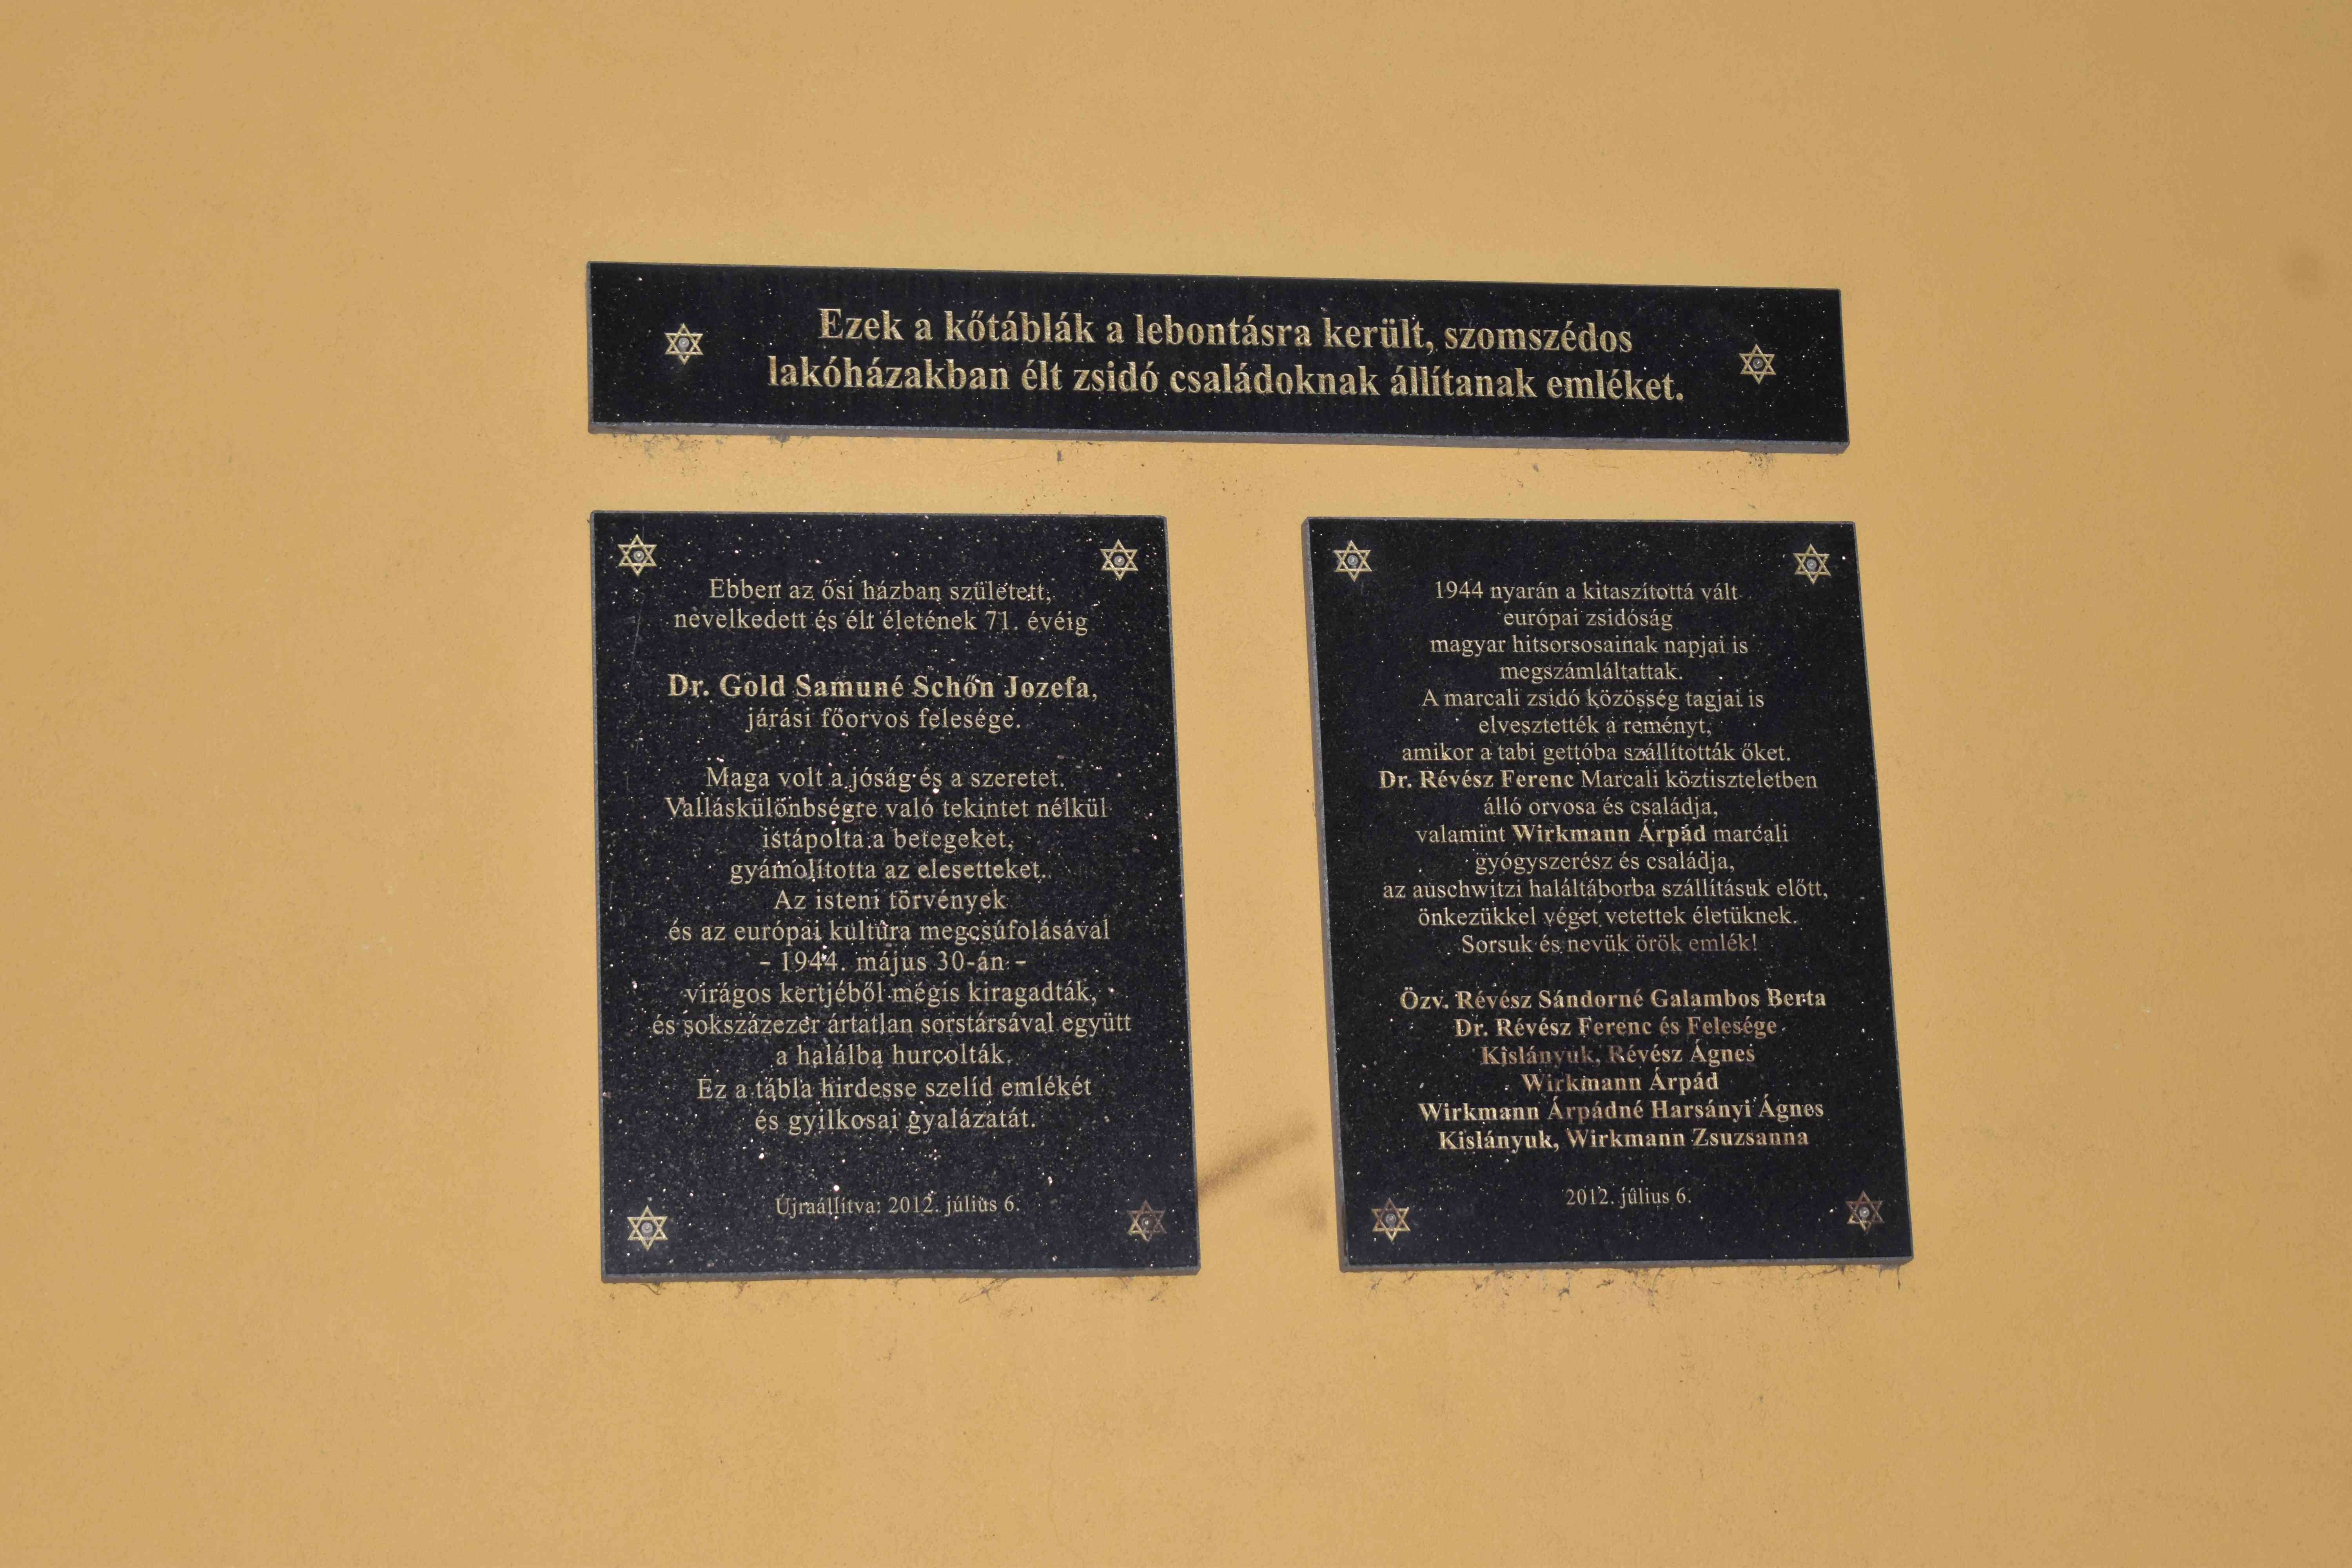 Ezek a kőtáblák a lebontásra került, szomszédos
lakóházakban élt zsidó családoknak állítanak emléket.
Ebben az ősi házban született,
nevelkedett és élt életének 71. évéig
Dr. Gold Samuné Schőn Jozefa,
járási főorvos felesége.
Maga volt a jóság és a szeretet.
Valláskülönbségre való tekintet nélkül
istápolta a betegeket,
gyámolította az elesetteket.
Az isteni törvények
és az európai kultúra megcsúfolásával
- 1944. május 30-án -
virágos kertjéből mégis kiragadták,
és sokszázezer ártatlan sorstársával együtt
a halálba hurcolták.
Ez a tábla hirdesse szelíd emlékét
és gyilkosai gyalázatát.
Újraállítva: 2012. július 6.
1944 nyarán a kitaszítottá vált
európai zsidóság
magyar hitsorsosainak napjai is
megszámláltattak.
A marcali zsidó közösség tagjai is
elvesztették a reményt,
amikor a tabi gettóba szállították őket.
Dr. Révész Ferenc Marcali köztiszteletben
álló orvosa és családja,
valamint Wirkmann Árpád marcali
gyógyszerész és családja,
az auschwitzi haláltáborba szállításuk előtt,
önkezükkel véget vetettek életüknek.
Sorsuk és nevük örök emlék!
Özv. Révész Sándorné Galambos Berta
Dr. Révész Ferenc és Felesége
Kislányuk, Révész Ágnes
Wirkmann Árpád
Wirkmann Árpádné Harsányi Ágnes
Kislányuk, Wirkmann Zsuzsanna
2012. július 6.